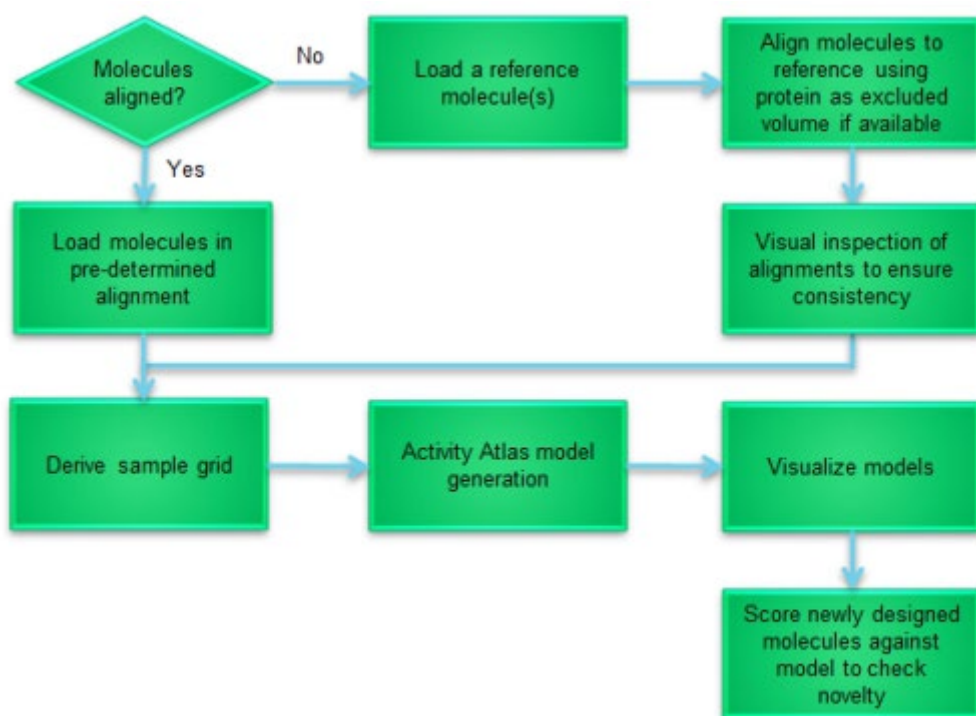 Molecules
aligned?
No
Load a reference
molecule(s)
Align molecules to
reference using
protein as excluded
volume if available
Yes
Load molecules in
pre-determined
alignment
Visual inspection of
alignments to ensure
consistency
Derive sample grid
Activity Atlas model
generation
Visualize models
Score newly designed
molecules against
model to check
novelty